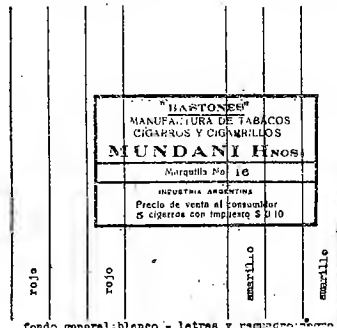 "BASTONES"
MANUFACTURA DE TABACOS
CIGARROS Y CIGARRILLOS
MUNDANI HNOS
Marquilla No 16
INDUSTRIA ARGENTINA
Precio de venta al consumidor
5 cigarros con impuesto $ 0 10
rojo
rojo
amarillo
amarillo
fondo general:blanco - letras y